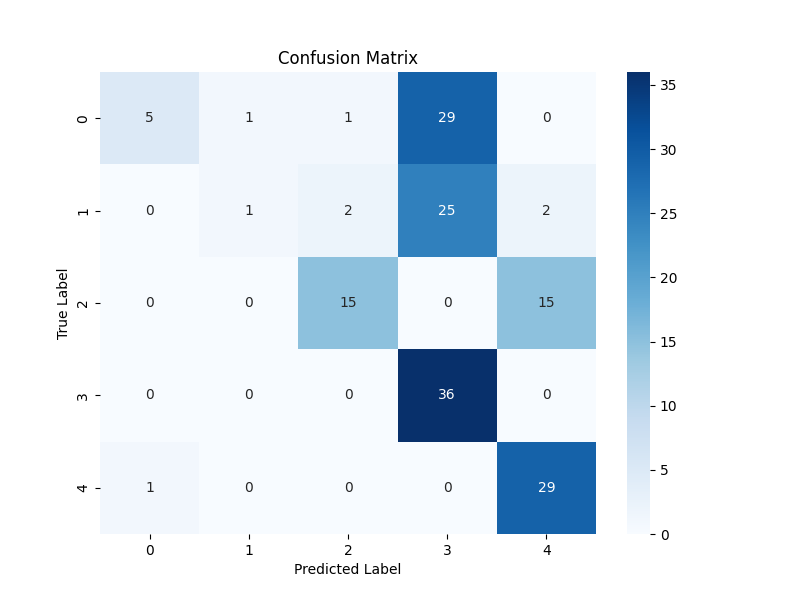 Confusion Matrix
True Label
0 5 1 1 29 0
1 0 1 2 25 2
2 0 0 15 0 15
3 0 0 0 36 0
4 1 0 0 0 29
0 1 2 3 4
Predicted Label
35
30
25
20
15
10
5
0